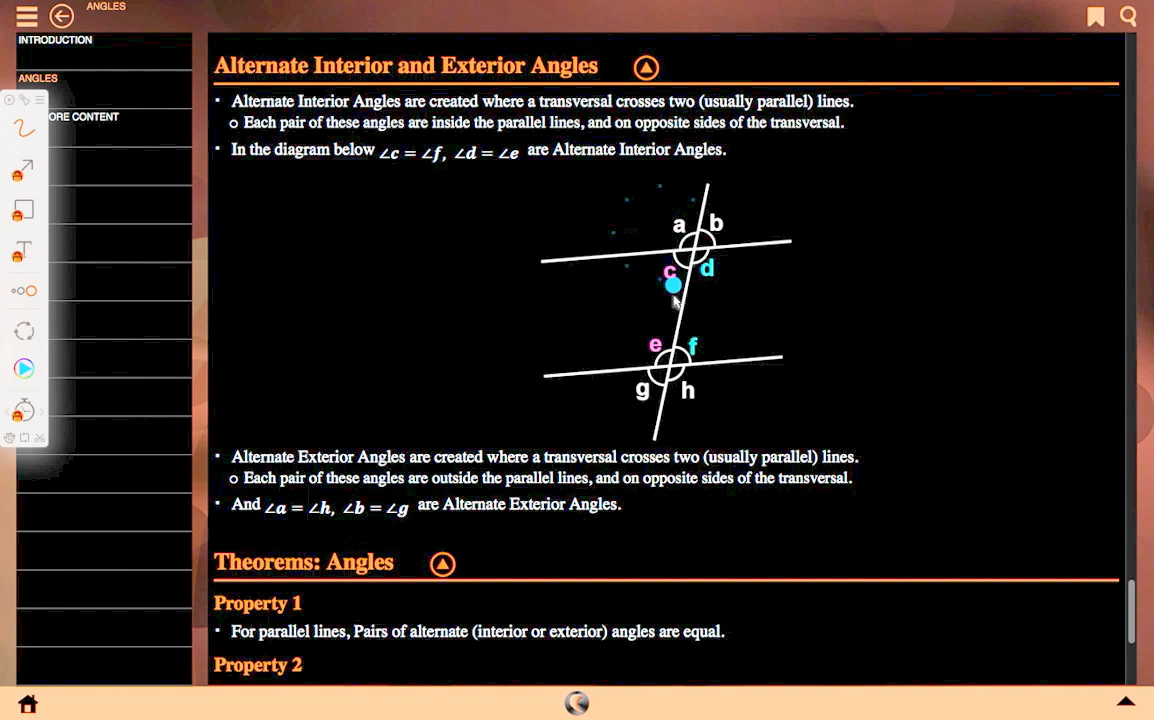 ANGLES
INTRODUCTION
ANGLES
ORE CONTENT
T
Alternate Interior and Exterior Angles
Alternate Interior Angles are created where a transversal crosses two (usually parallel) lines.
Each pair of these angles are inside the parallel lines, and on opposite sides of the transversal.
In the diagram below ∠c = ∠f, ∠d = ∠e are Alternate Interior Angles.
a b
c d
e f
g h
Alternate Exterior Angles are created where a transversal crosses two (usually parallel) lines.
Each pair of these angles are outside the parallel lines, and on opposite sides of the transversal.
And ∠a = ∠h, ∠b = ∠g are Alternate Exterior Angles.
Theorems: Angles
Property 1
For parallel lines, Pairs of alternate (interior or exterior) angles are equal.
Property 2